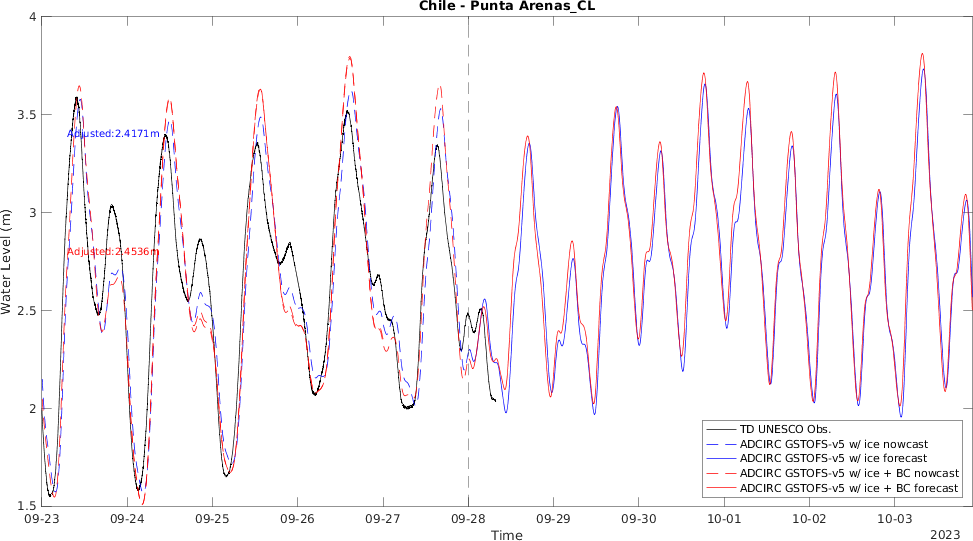 Chile - Punta Arenas_CL
4
3.5
3
2.5
2
1.5
Water Level (m)
Adjusted:2.4171m
Adjusted:2.4536m
TD UNESCO Obs.
ADCIRC GSTOFS-v5 w/ ice nowcast
ADCIRC GSTOFS-v5 w/ ice forecast
ADCIRC GSTOFS-v5 w/ ice + BC nowcast
ADCIRC GSTOFS-v5 w/ ice + BC forecast
09-23 09-24 09-25 09-26 09-27 09-28 09-29 09-30 10-01 10-02 10-03
Time
2023